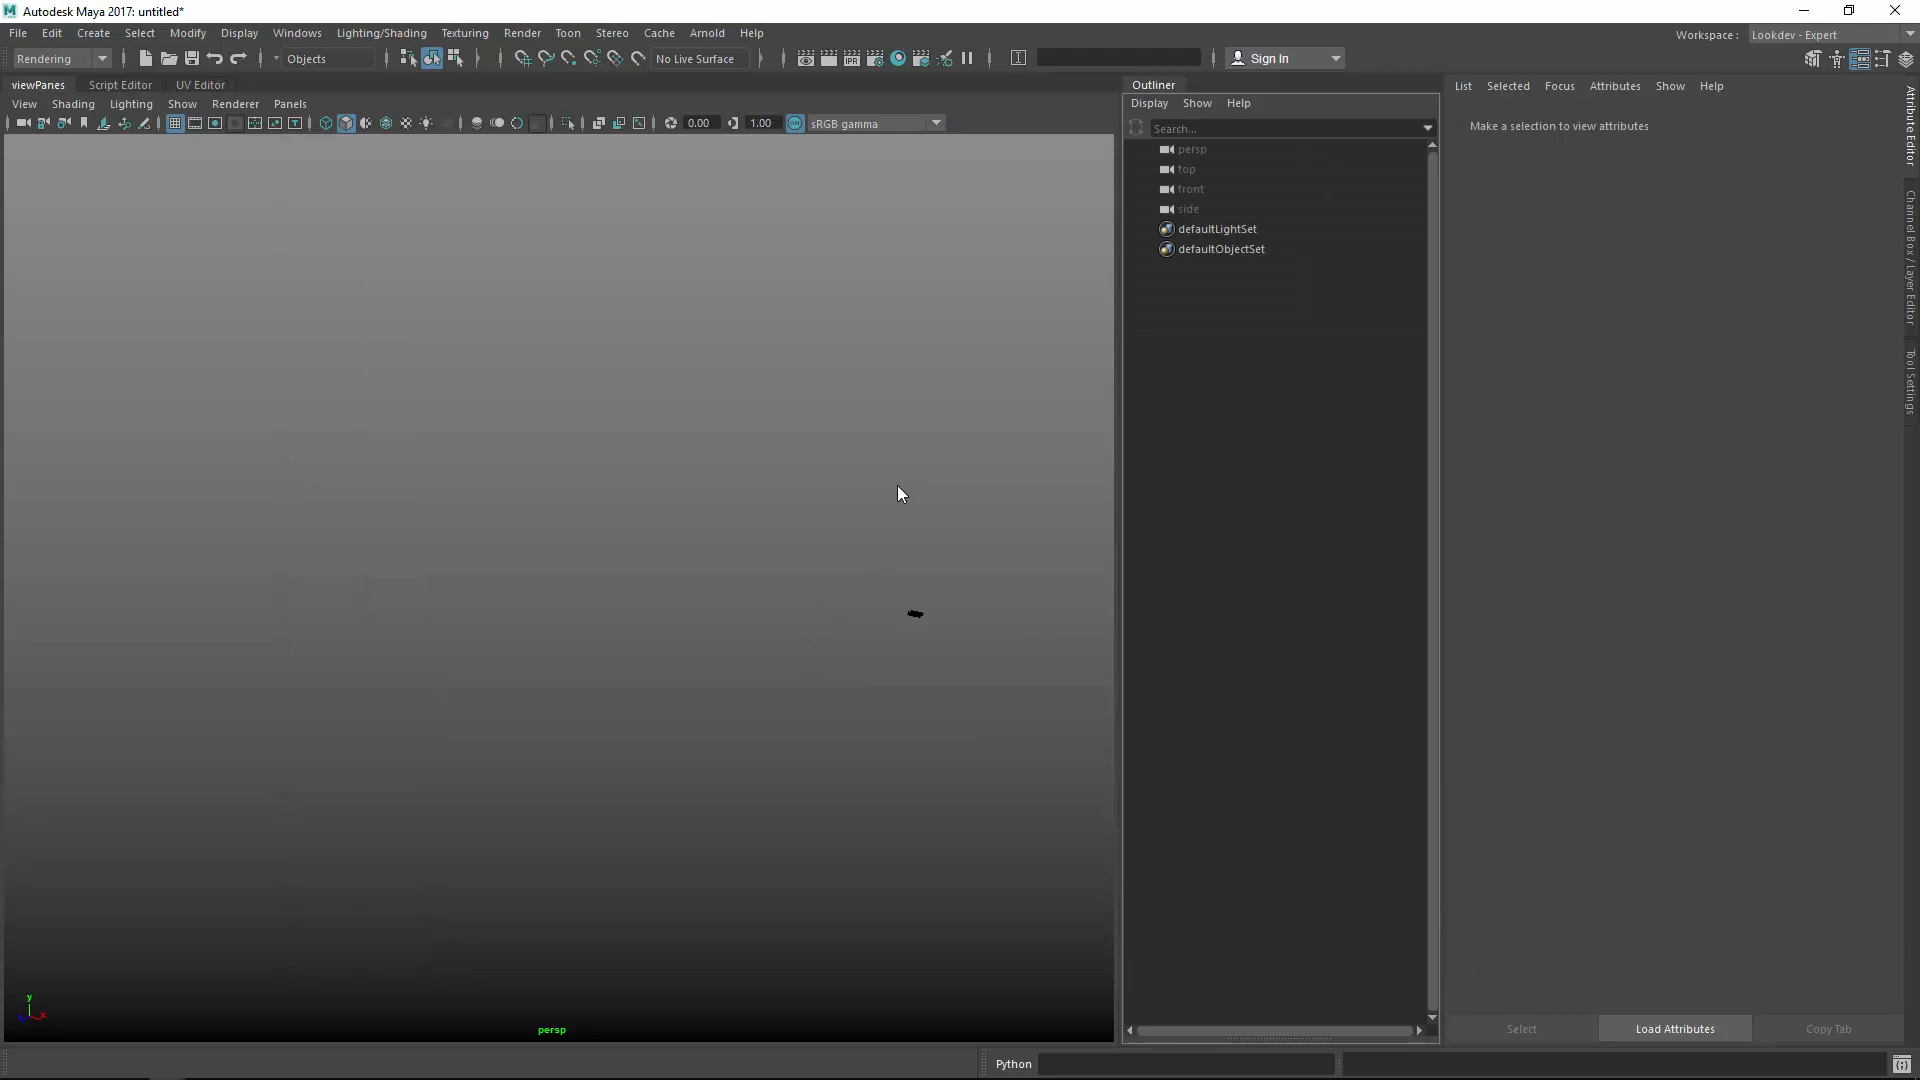 Autodesk Maya 2017: untitled*
File Edit Create Select Modify Display Windows Lighting/Shading Render Toon Stereo Cache Arnold Help
Texturing
Workspace : Lookdev - Expert
Rendering
Objects
No Live Surface
IPR
Sign In
viewPanes Script Editor UV Editor
View Shading Lighting Show Renderer Panels
0.00
1.00
ON
sRGB gamma
persp
y
x
Outliner
Display Show Help
Search...
persp
top
front
side
defaultLightSet
defaultObjectSet
List Selected Focus Attributes Show Help
Make a selection to view attributes
Select
Load Attributes
Copy Tab
Attribute Editor
Channel Box / Layer Editor
Tool Settings
Python